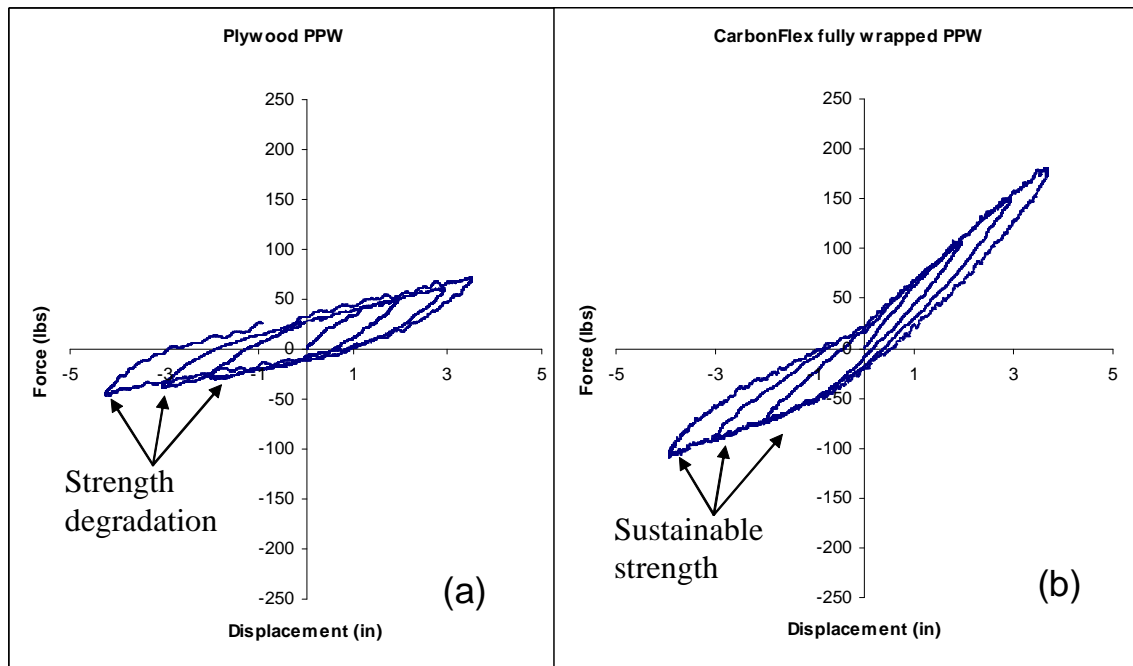 Plywood PPW
250
200
150
100
50
0
-50
-100
-150
-200
-250
-5 -3 -1 1 3 5
Force (lbs)
Displacement (in)
Strength
degradation
(a)
CarbonFlex fully wrapped PPW
250
200
150
100
50
0
-50
-100
-150
-200
-250
-5 -3 -1 1 3 5
Force (lbs)
Displacement (in)
Sustainable
strength
(b)